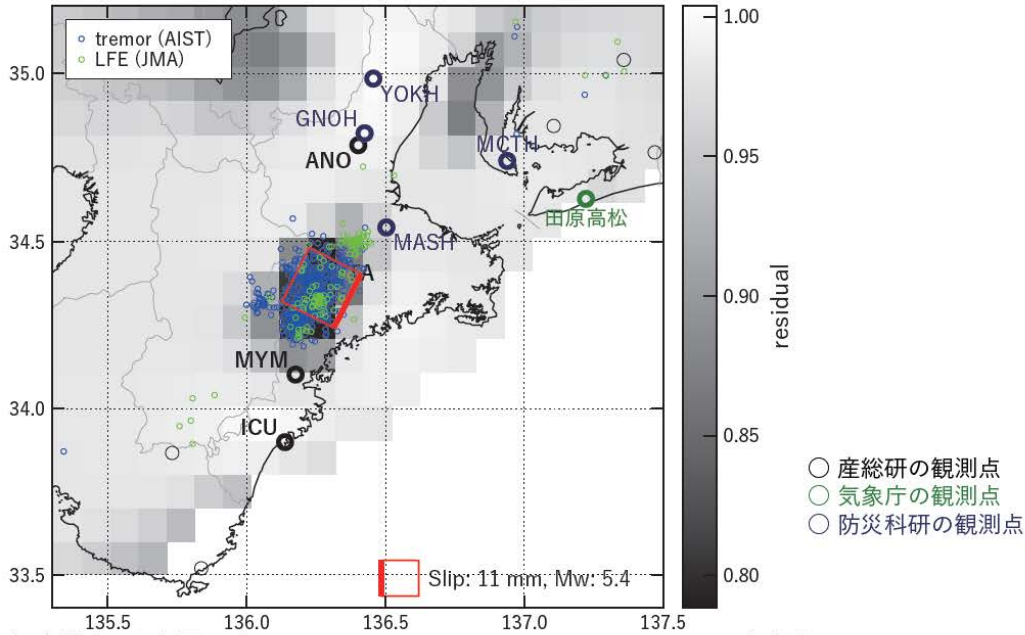 tremor (AIST)
LFE (JMA)
35.0
34.5
34.0
33.5
YOKH
GNOH
ANO
MCTH
田原高松
MASH
A
MYM
ICU
Slip: 11 mm, Mw: 5.4
135.5
136.0
136.5
137.0
137.5
1.00
0.95
0.90
0.85
0.80
residual
産総研の観測点
気象庁の観測点
防災科研の観測点